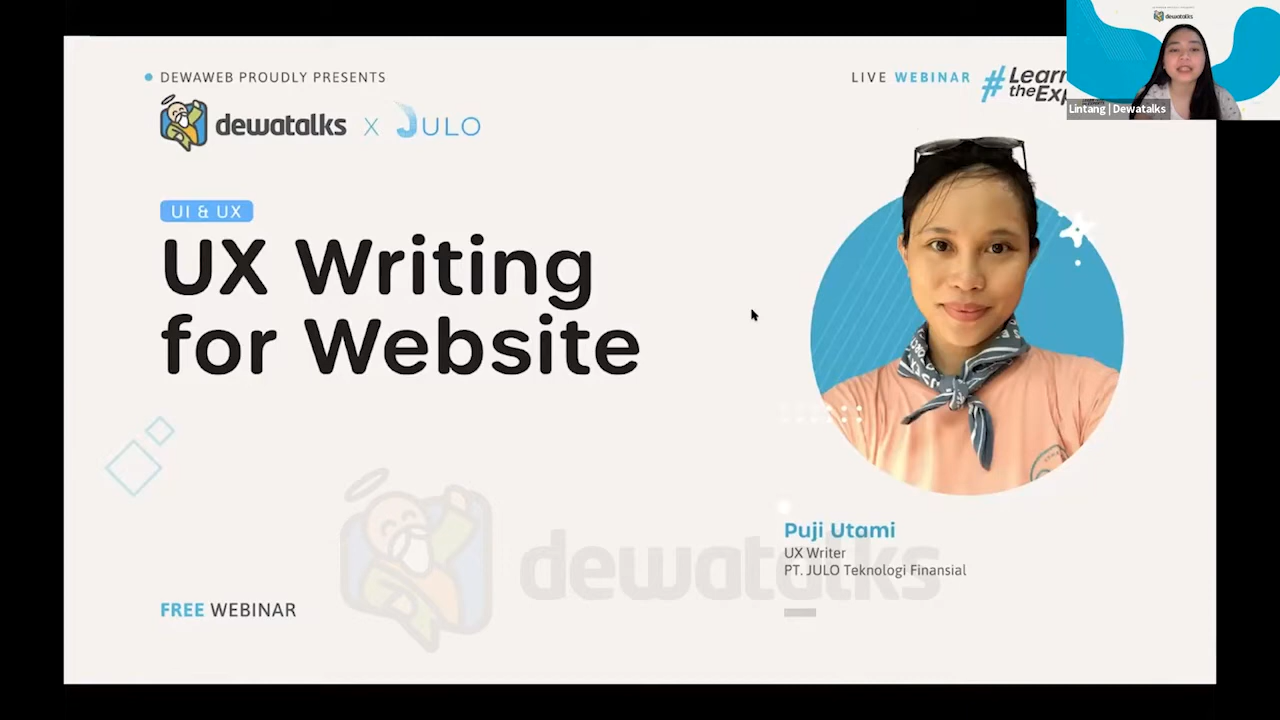 DEWAWEB PROUDLY PRESENTS
dewatalks X JULO
LIVE WEBINAR
#Learn
the
dewatalks
Lintang | Dewatalks
UI & UX
UX Writing
for Website
Puji Utami
UX Writer
PT. JULO Teknologi Finansial
dewatalks
FREE WEBINAR